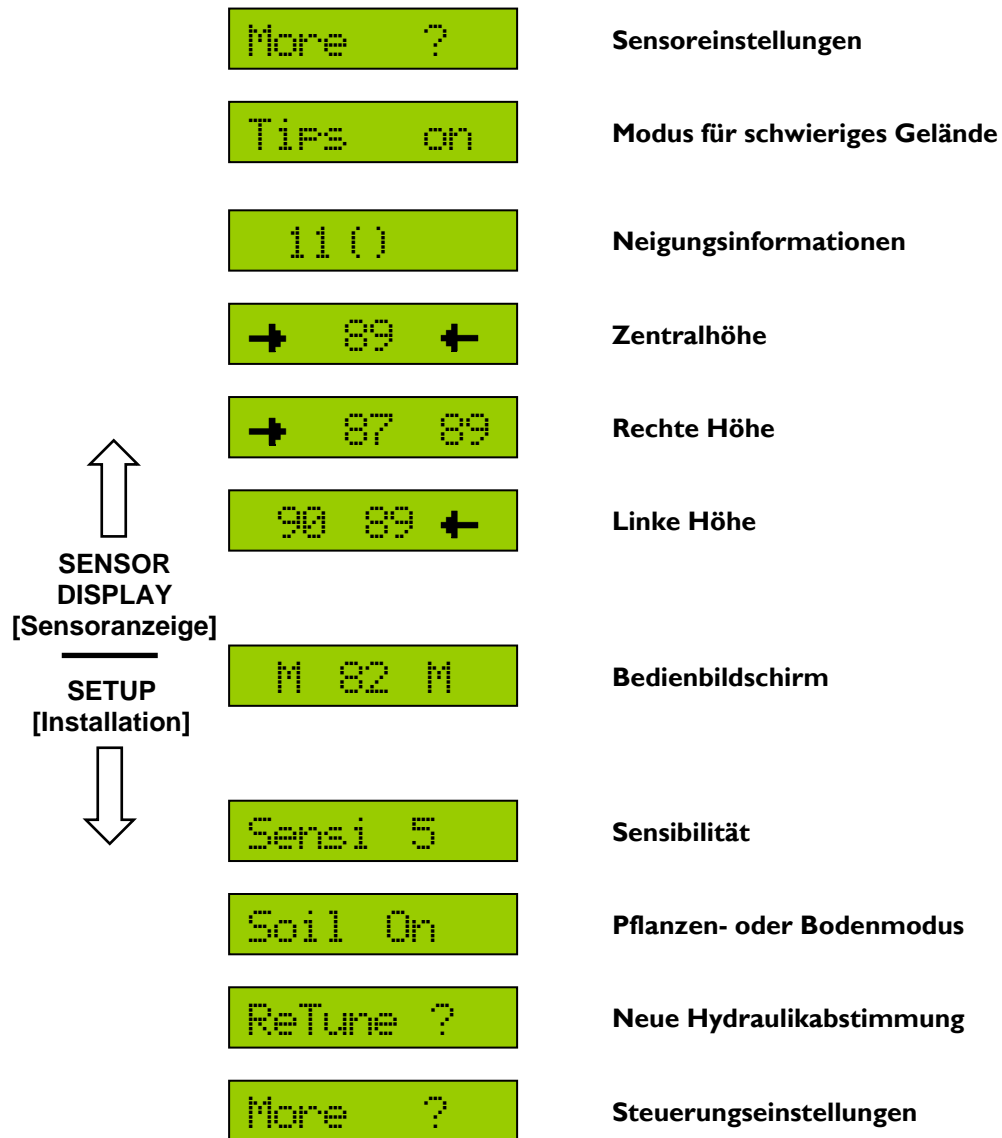 More ? Sensoreinstellungen
Tips on Modus für schwieriges Gelände
11() Neigungsinformationen
→ 89 ← Zentralhöhe
→ 87 89 Rechte Höhe
90 89 ← Linke Höhe
SENSOR
DISPLAY
[Sensoranzeige]
M 82 M Bedienbildschirm
SETUP
[Installation]
Sensi 5 Sensibilität
Soil On Pflanzen- oder Bodenmodus
ReTune ? Neue Hydraulikabstimmung
More ? Steuerungseinstellungen